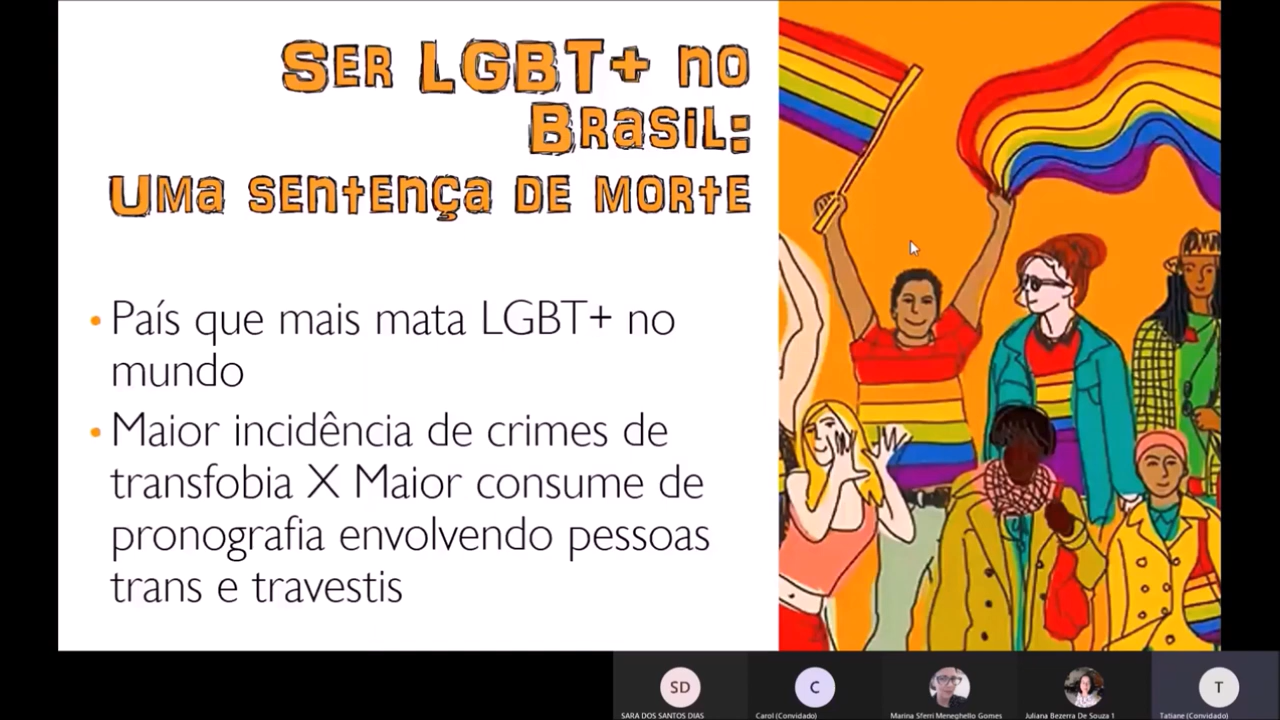 Ser LGBT+ no
Brasil:
Uma sentença de morte
• País que mais mata LGBT+ no
mundo
• Maior incidência de crimes de
transfobia X Maior consume de
pronografia envolvendo pessoas
trans e travestis
SD
C
T
SARA DOS SANTOS DIAS
Carol (Convidado)
Marina Sferri Meneghello Gomes
Juliana Bezerra De Souza 1
Tatiane (Convidado)